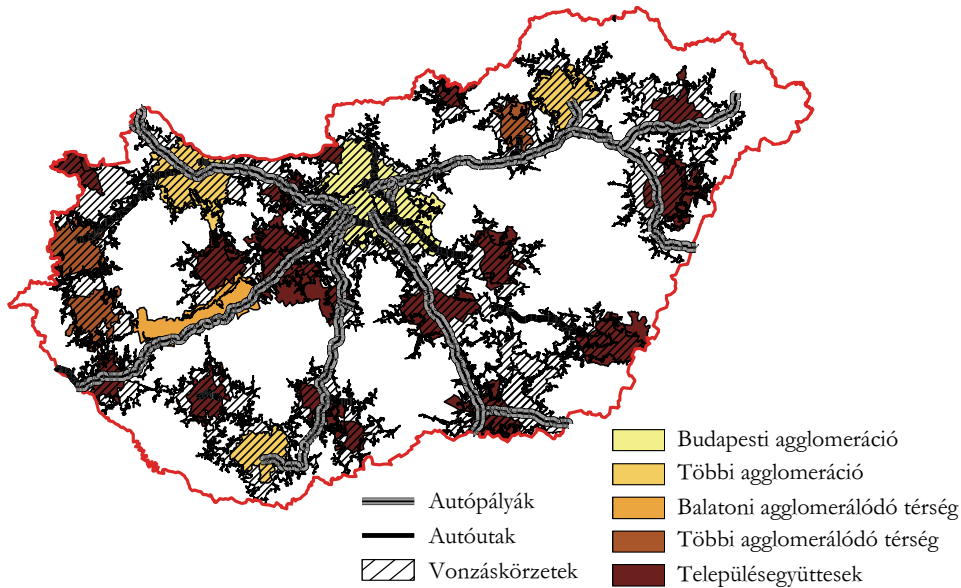 Autópályák
Autóutak
Vonzáskörzetek
Budapesti agglomeráció
Többi agglomeráció
Balatoni agglomerálódó térség
Többi agglomerálódó térség
Településegyüttesek